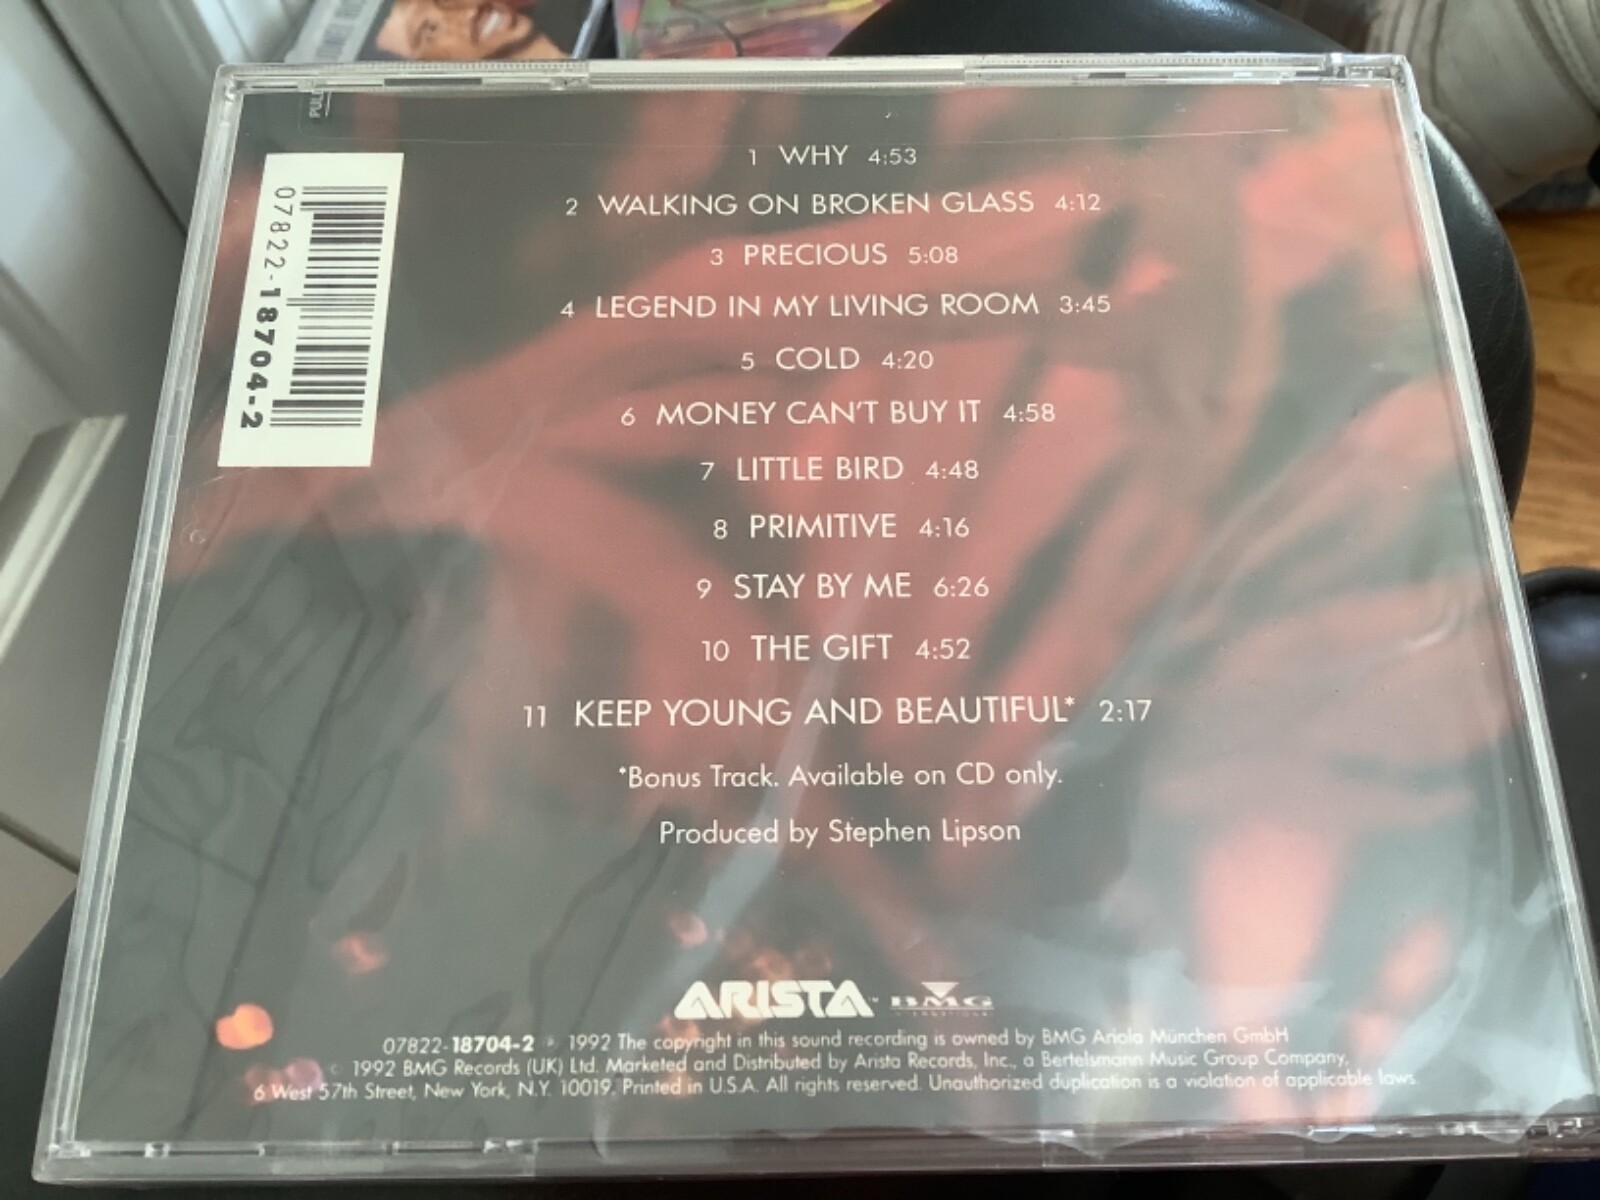 PULL
07822-18704-2
1 WHY 4:53
2 WALKING ON BROKEN GLASS 4:12
3 PRECIOUS 5:08
4 LEGEND IN MY LIVING ROOM 3:45
5 COLD 4:20
6 MONEY CAN'T BUY IT 4:58
7 LITTLE BIRD 4:48
8 PRIMITIVE 4:16
9 STAY BY ME 6:26
10 THE GIFT 4:52
11 KEEP YOUNG AND BEAUTIFUL* 2:17
*Bonus Track. Available on CD only.
Produced by Stephen Lipson
ARISTA™ BMG
07822-18704-2 ℗ 1992 The copyright in this sound recording is owned by BMG Ariola München GmbH
© 1992 BMG Records (UK) Ltd. Marketed and Distributed by Arista Records, Inc., a Bertelsmann Music Group Company,
6 West 57th Street, New York, N.Y. 10019. Printed in U.S.A. All rights reserved. Unauthorized duplication is a violation of applicable laws.